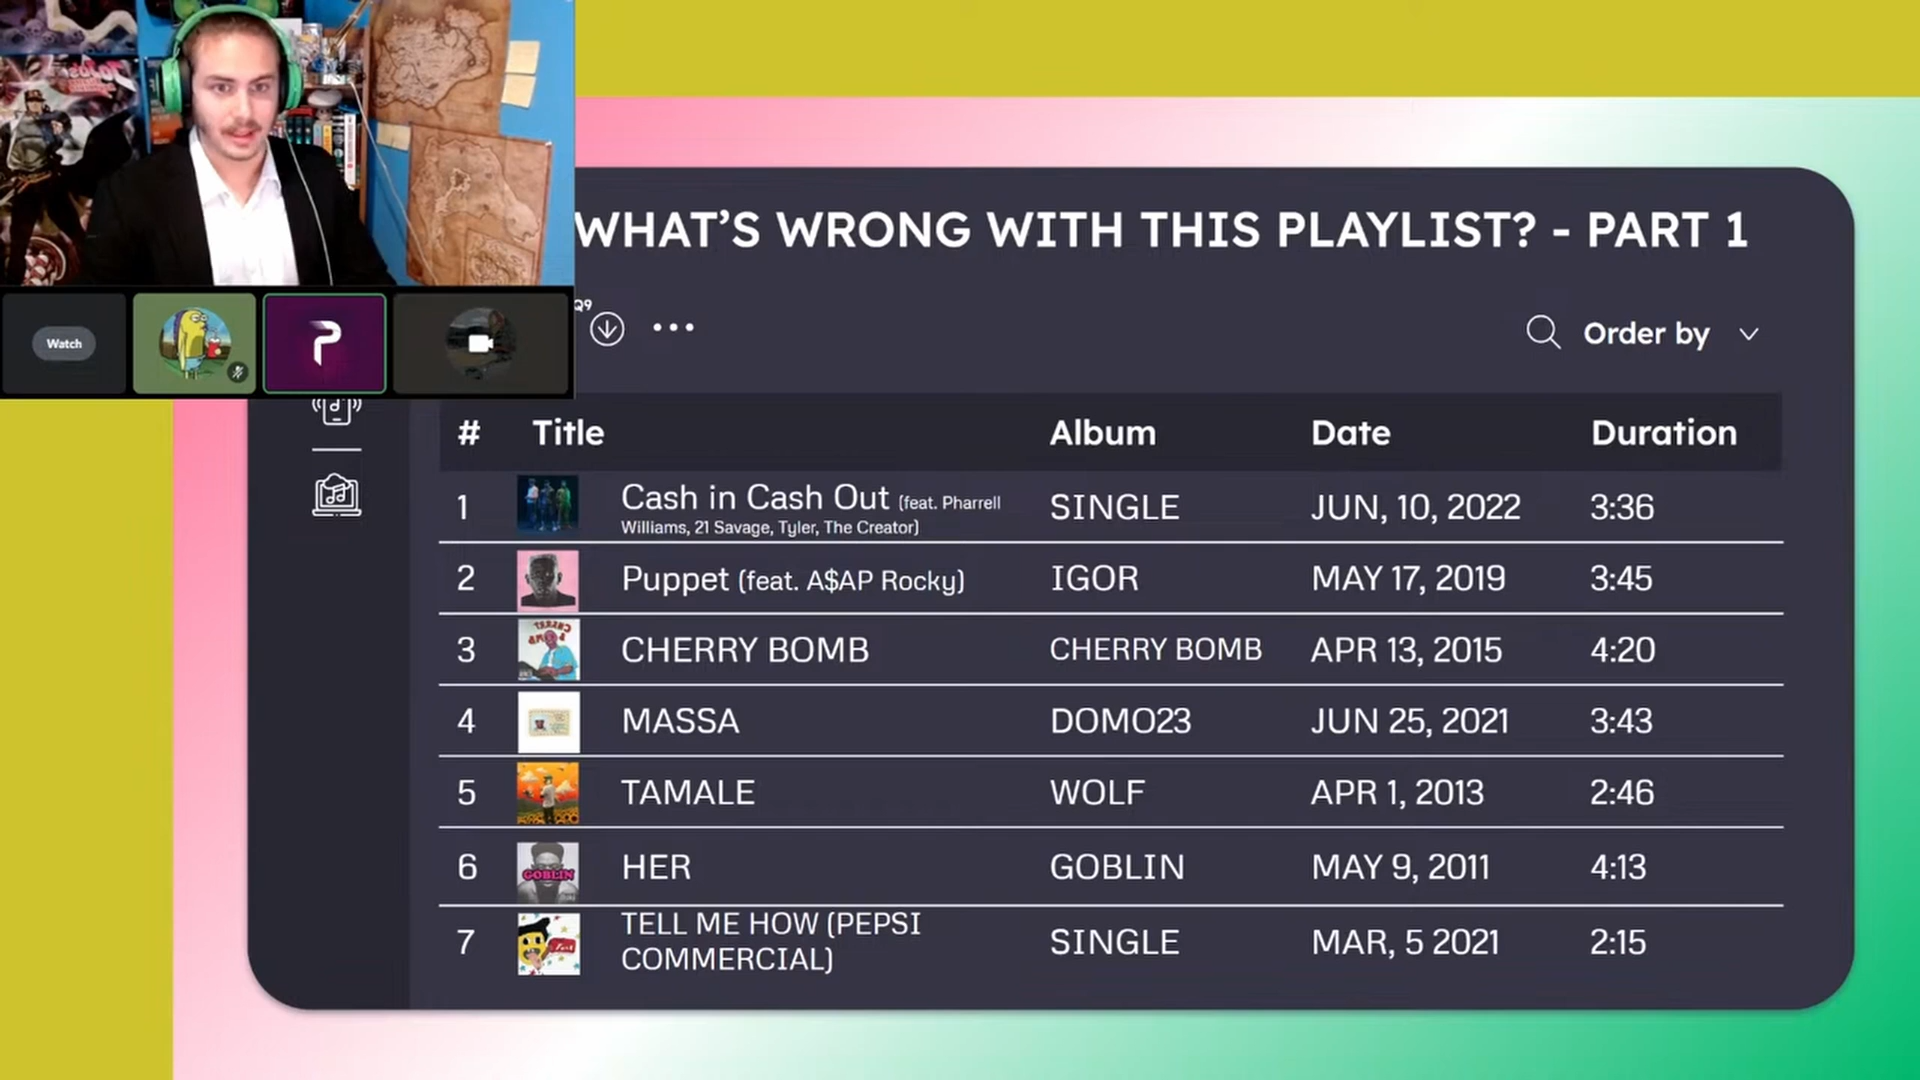 WHAT'S WRONG WITH THIS PLAYLIST? - PART 1
Q9
Order by
Watch
# Title Album Date Duration
1 Cash in Cash Out (feat. Pharrell
Williams, 21 Savage, Tyler, The Creator) SINGLE JUN, 10, 2022 3:36
2 Puppet (feat. A$AP Rocky) IGOR MAY 17, 2019 3:45
3 CHERRY BOMB CHERRY BOMB APR 13, 2015 4:20
4 MASSA DOMO23 JUN 25, 2021 3:43
5 TAMALE WOLF APR 1, 2013 2:46
6 GOBLIN HER GOBLIN MAY 9, 2011 4:13
7 TELL ME HOW (PEPSI
COMMERCIAL) SINGLE MAR, 5 2021 2:15